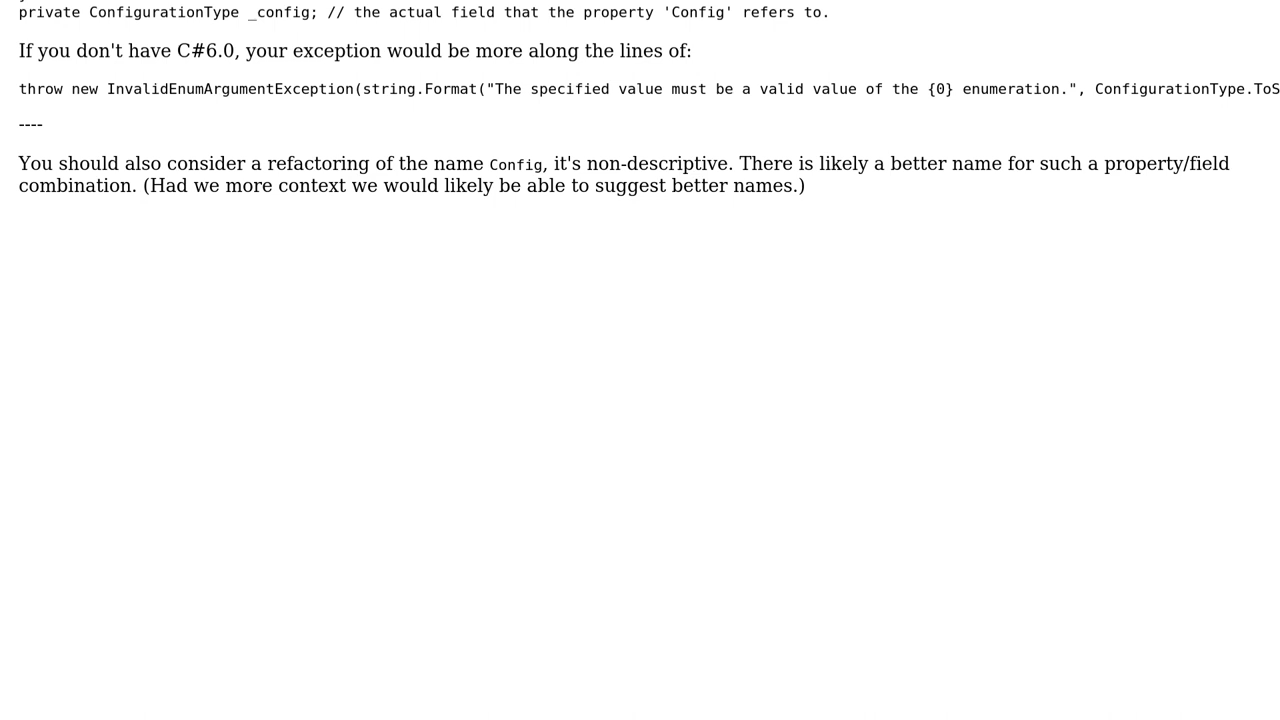 private ConfigurationType _config; // the actual field that the property 'Config' refers to.
If you don't have C#6.0, your exception would be more along the lines of:
throw new InvalidEnumArgumentException(string.Format("The specified value must be a valid value of the {0} enumeration.", ConfigurationType.ToS
----
You should also consider a refactoring of the name Config, it's non-descriptive. There is likely a better name for such a property/field
combination. (Had we more context we would likely be able to suggest better names.)